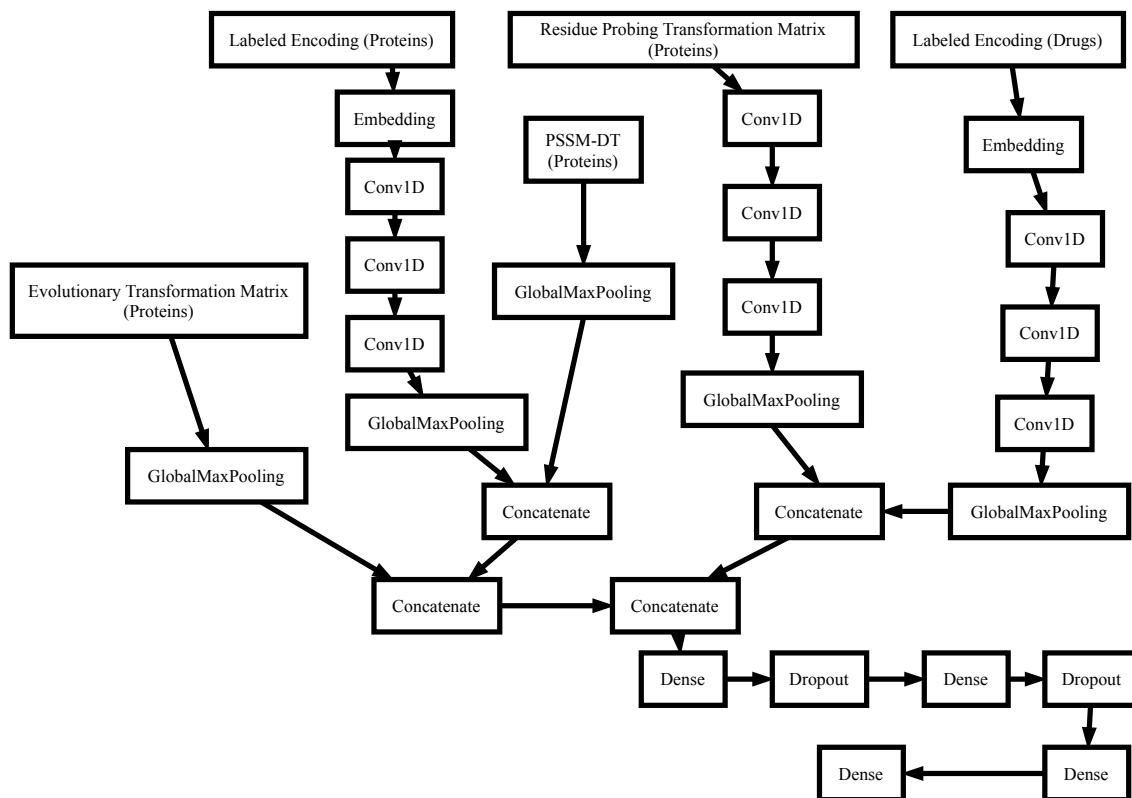 Labeled Encoding (Proteins)
Residue Probing Transformation Matrix
(Proteins)
Labeled Encoding (Drugs)
Embedding
Conv1D
PSSM-DT
(Proteins)
Embedding
Conv1D
Conv1D
Conv1D
Conv1D
Evolutionary Transformation Matrix
(Proteins)
GlobalMaxPooling
Conv1D
Conv1D
Conv1D
GlobalMaxPooling
GlobalMaxPooling
Conv1D
GlobalMaxPooling
Concatenate
Concatenate
GlobalMaxPooling
Concatenate
Concatenate
Dense
Dropout
Dense
Dropout
Dense
Dense